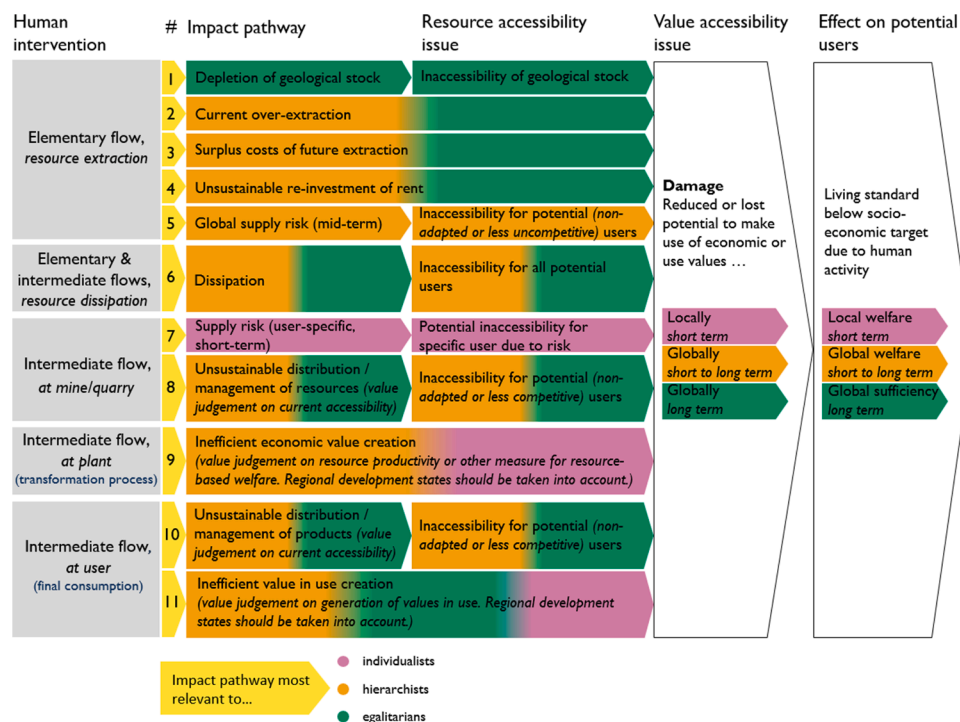 Human
intervention
# Impact pathway
Resource accessibility
issue
Value accessibility
issue
Effect on potential
users
Elementary flow,
resource extraction
1
Depletion of geological stock
Inaccessibility of geological stock
2
Current over-extraction
3
Surplus costs of future extraction
4
Unsustainable re-investment of rent
5
Global supply risk (mid-term)
Inaccessibility for potential (non-
adapted or less uncompetitive) users
Elementary &
intermediate flows,
resource dissipation
6
Dissipation
Inaccessibility for all potential
users
Intermediate flow,
at mine/quarry
7
Supply risk (user-specific,
short-term)
Potential inaccessibility for
specific user due to risk
8
Unsustainable distribution /
management of resources (value
judgement on current accessibility)
Inaccessibility for potential (non-
adapted or less competitive) users
Intermediate flow,
at plant
(transformation process)
9
Inefficient economic value creation
(value judgement on resource productivity or other measure for resource-
based welfare. Regional development states should be taken into account.)
Intermediate flow,
at user
(final consumption)
10
Unsustainable distribution /
management of products (value
judgement on current accessibility)
Inaccessibility for potential (non-
adapted or less competitive) users
11
Inefficient value in use creation
(value judgement on generation of values in use. Regional development
states should be taken into account.)
Damage
Reduced or lost
potential to make
use of economic or
use values ...
Locally
short term
Globally
short to long term
Globally
long term
Living standard
below socio-
economic target
due to human
activity
Local welfare
short term
Global welfare
short to long term
Global sufficiency
long term
Impact pathway most
relevant to...
individualists
hierarchists
egalitarians